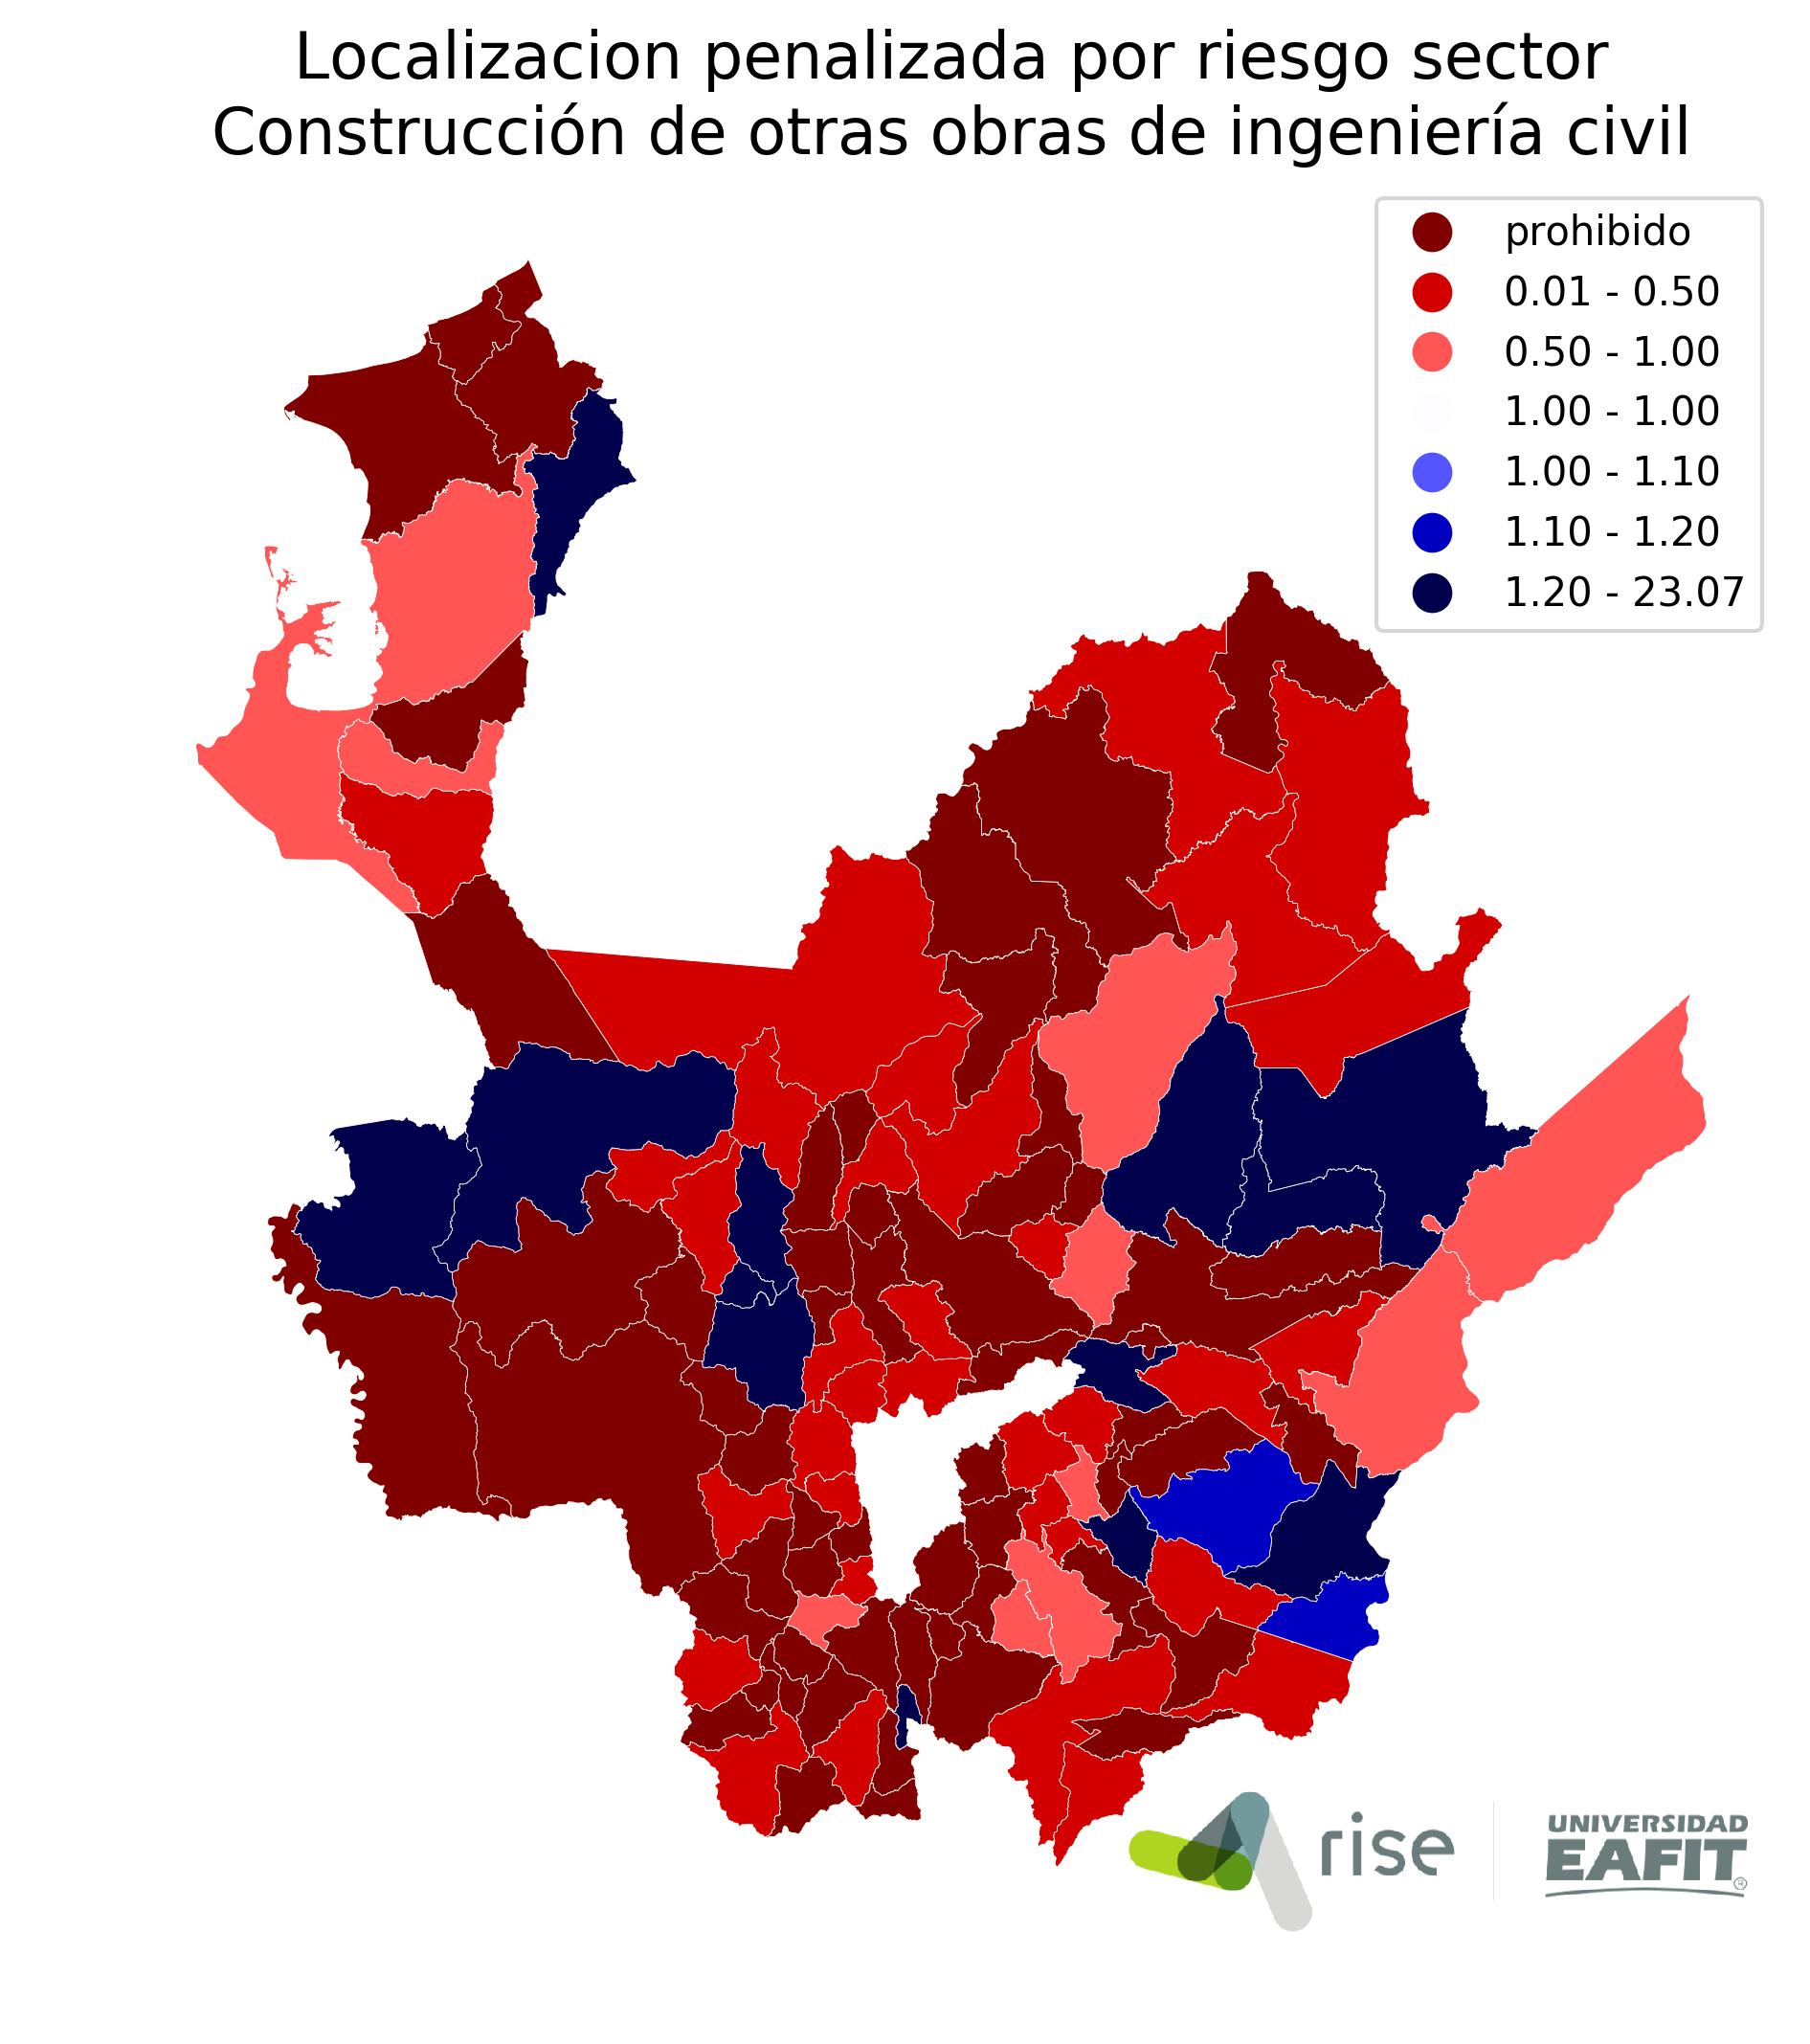 Localizacion penalizada por riesgo sector
Construcción de otras obras de ingeniería civil
prohibido
0.01 - 0.50
0.50 - 1.00
1.00 - 1.00
1.00 - 1.10
1.10 - 1.20
1.20 - 23.07
rise
UNIVERSIDAD
EAFIT®